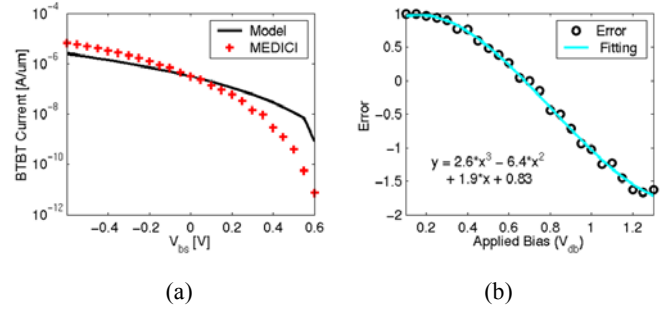 10^-4
10^-6
10^-8
10^-10
10^-12
BTBT Current [A/um]
Model
MEDICI
−0.4 −0.2 0 0.2 0.4 0.6
V_bs [V]
(a)
1
0.5
0
−0.5
−1
−1.5
−2
Error
Error
Fitting
y = 2.6*x^3 − 6.4*x^2
+ 1.9*x + 0.83
0.2 0.4 0.6 0.8 1 1.2
Applied Bias (V_db)
(b)